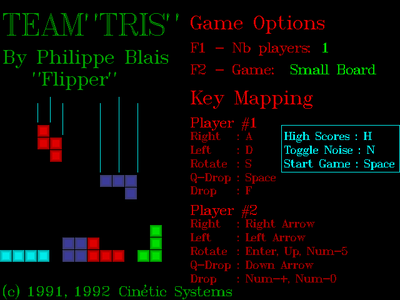 TEAM"TRIS"
By Philippe Blais
"Flipper"
Game Options
F1 - Nb players: 1
F2 - Game: Small Board
Key Mapping
Player #1
Right : A
Left : D
Rotate : S
Q-Drop : Space
Drop : F
High Scores : H
Toggle Noise : N
Start Game : Space
Player #2
Right : Right Arrow
Left : Left Arrow
Rotate : Enter, Up, Num-5
Q-Drop : Down Arrow
Drop : Num-+, Num-0
(c) 1991, 1992 Cinétic Systems